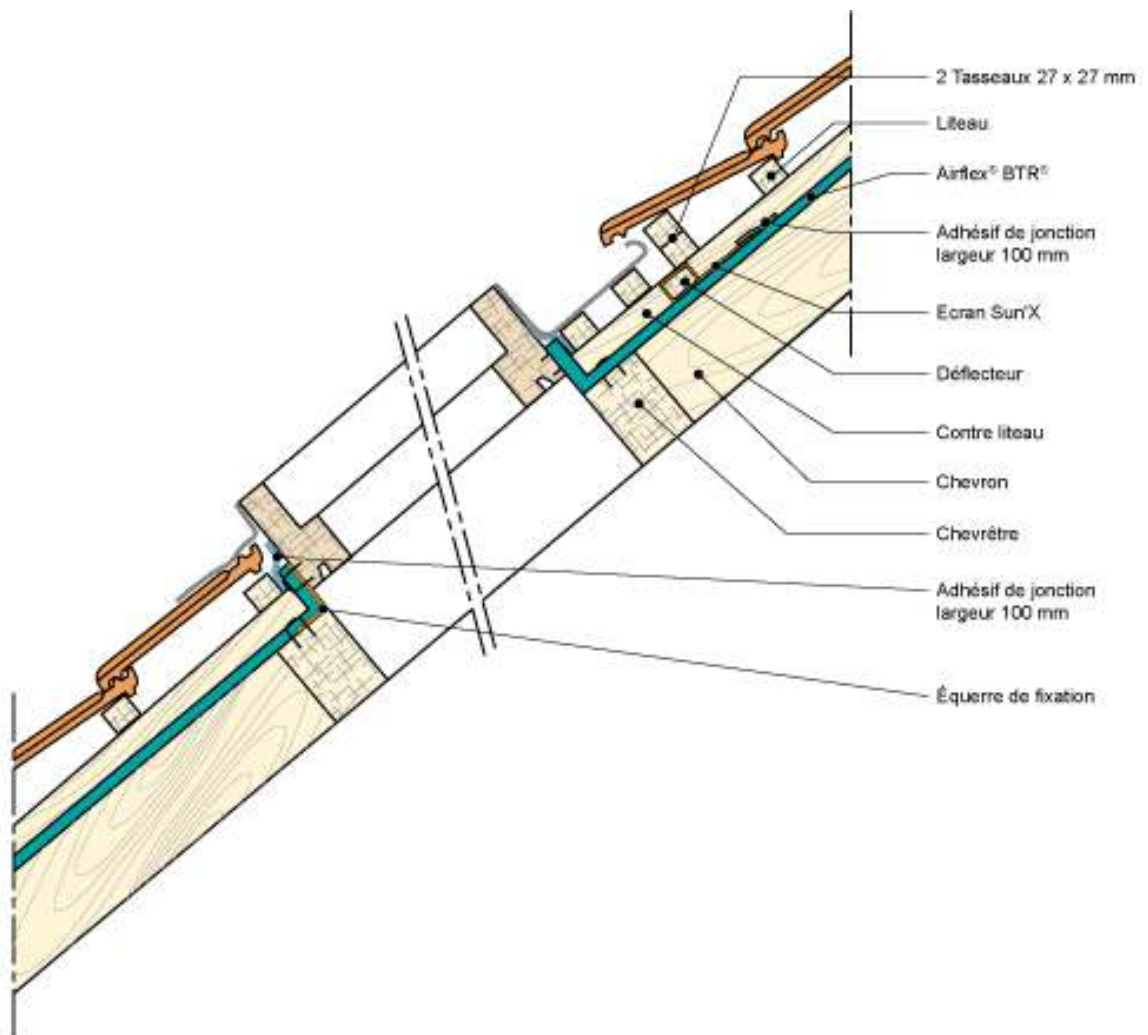 2 Tasseaux 27 x 27 mm
Liteau
Airflex® BTR®
Adhésif de jonction
largeur 100 mm
Ecran Sun'X
Déflecteur
Contre liteau
Chevron
Chevrêtre
Adhésif de jonction
largeur 100 mm
Équerre de fixation